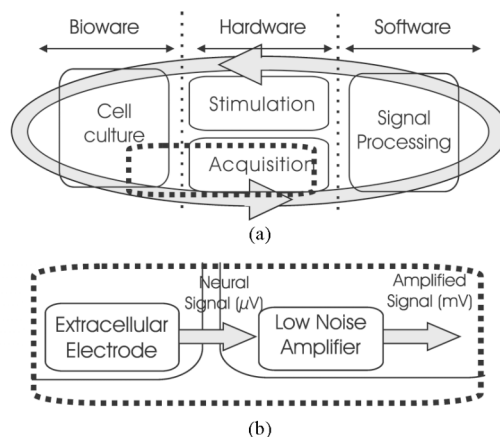 Bioware Hardware Software
Cell
culture
Stimulation
Acquisition
Signal
Processing
(a)
Neural
Signal (μV)
Amplified
Signal (mV)
Extracellular
Electrode
Low Noise
Amplifier
(b)